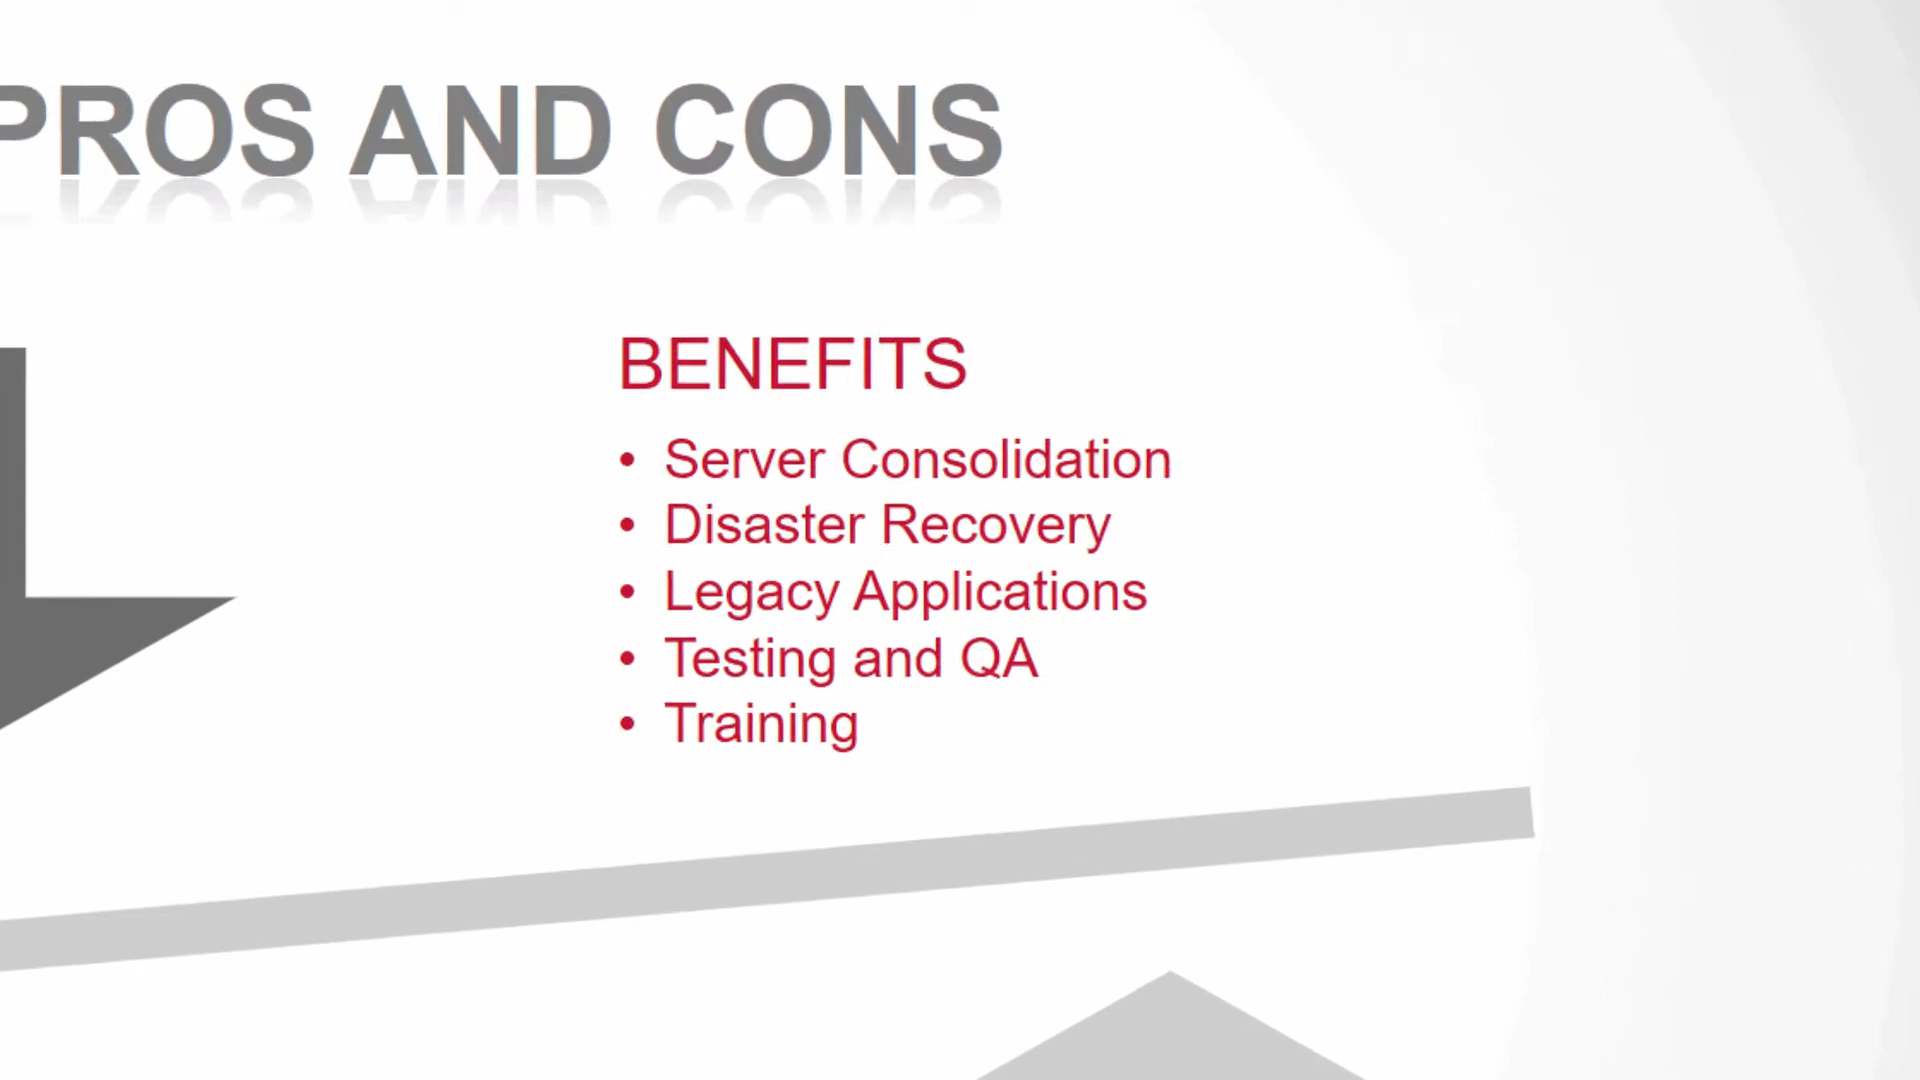 PROS AND CONS
BENEFITS
• Server Consolidation
• Disaster Recovery
• Legacy Applications
• Testing and QA
• Training